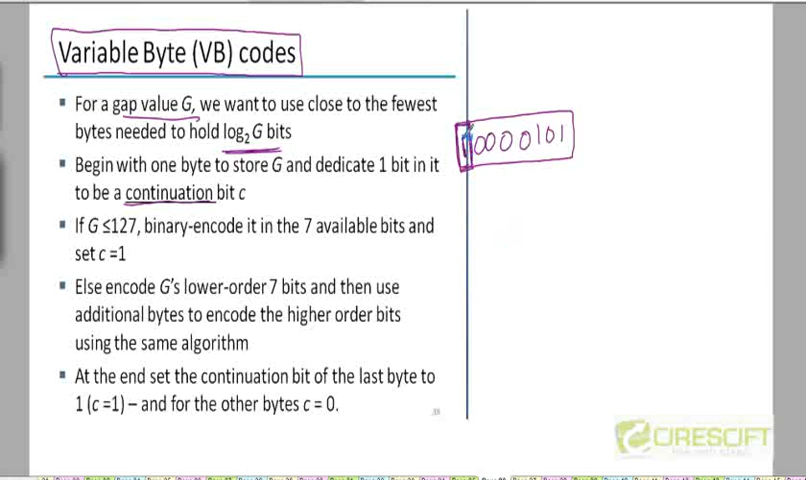 Variable Byte (VB) codes
▪ For a gap value G, we want to use close to the fewest
bytes needed to hold log₂ G bits
▪ Begin with one byte to store G and dedicate 1 bit in it
to be a continuation bit c
▪ If G ≤127, binary-encode it in the 7 available bits and
set c =1
▪ Else encode G's lower-order 7 bits and then use
additional bytes to encode the higher order bits
using the same algorithm
▪ At the end set the continuation bit of the last byte to
1 (c =1) – and for the other bytes c = 0.
10000101
CIRESCIFT